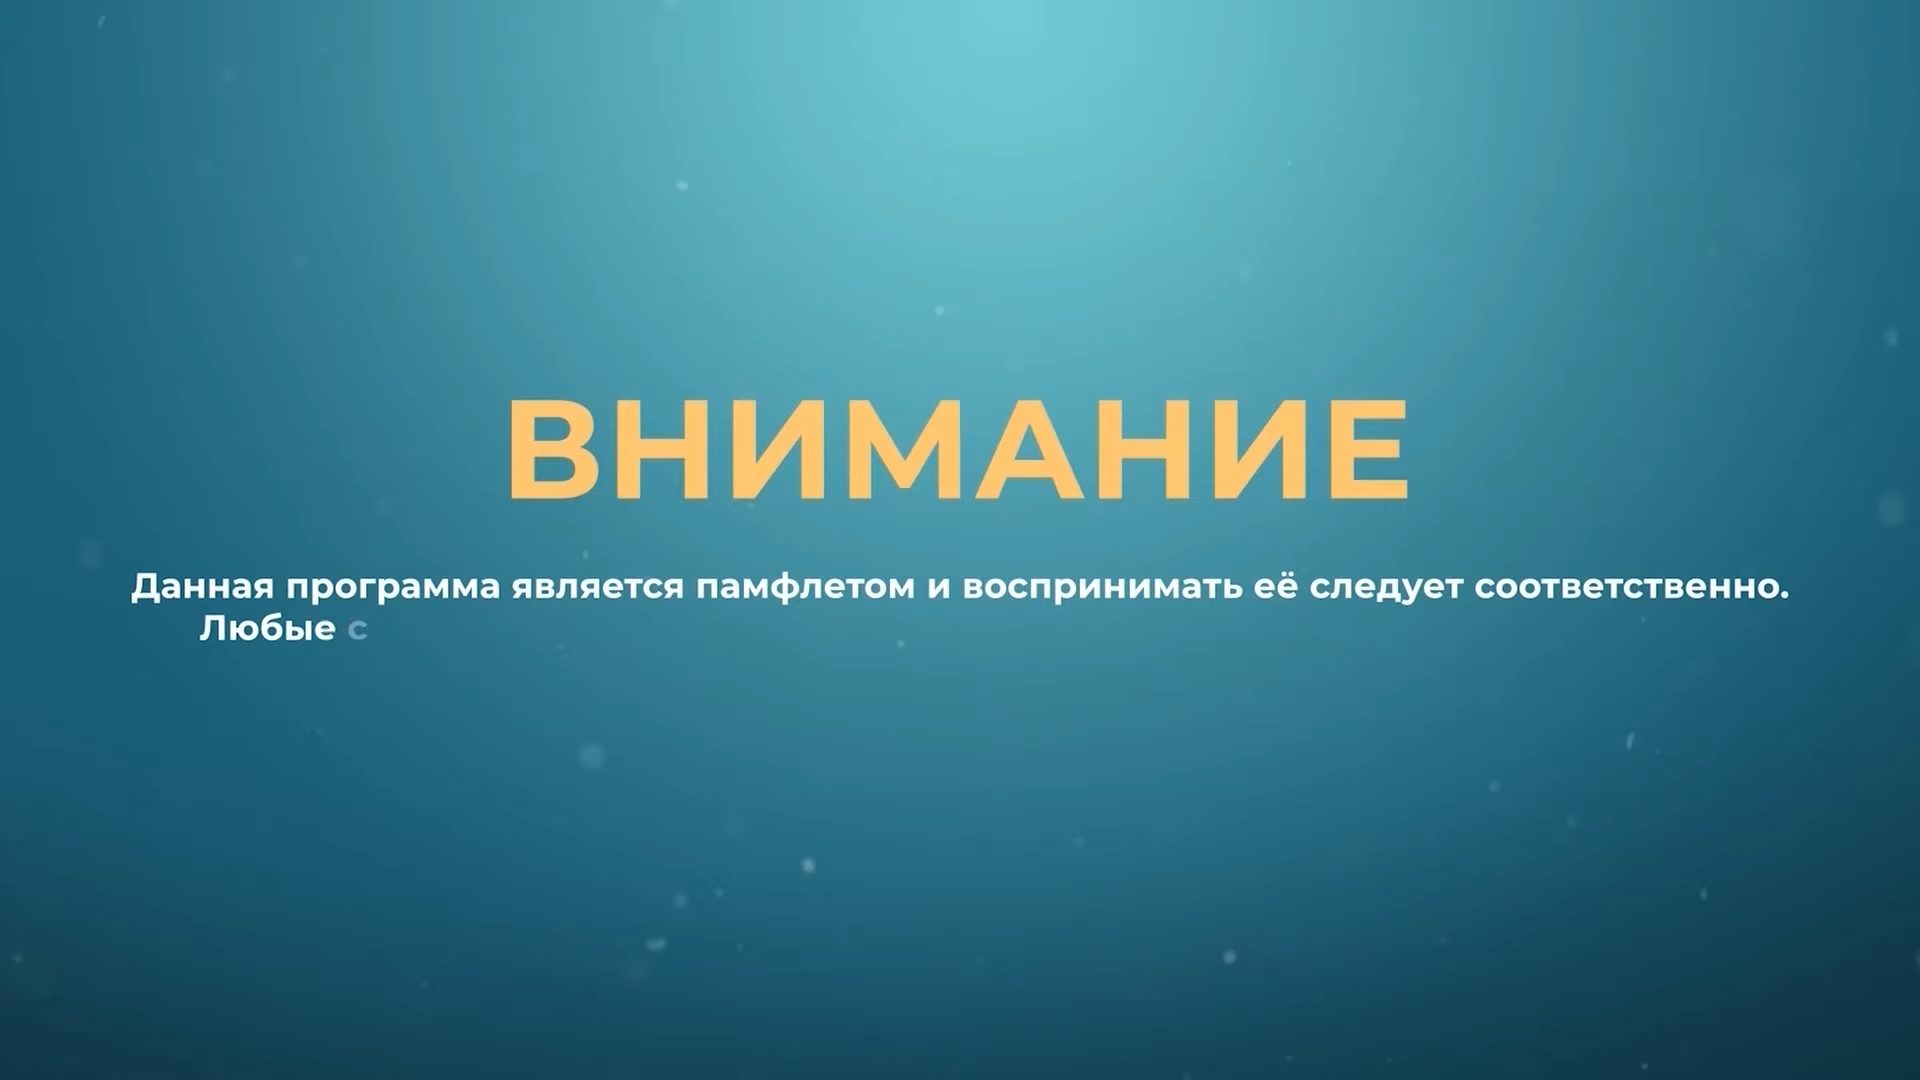 ВНИМАНИЕ
Данная программа является памфлетом и воспринимать её следует соответственно.
Любые с